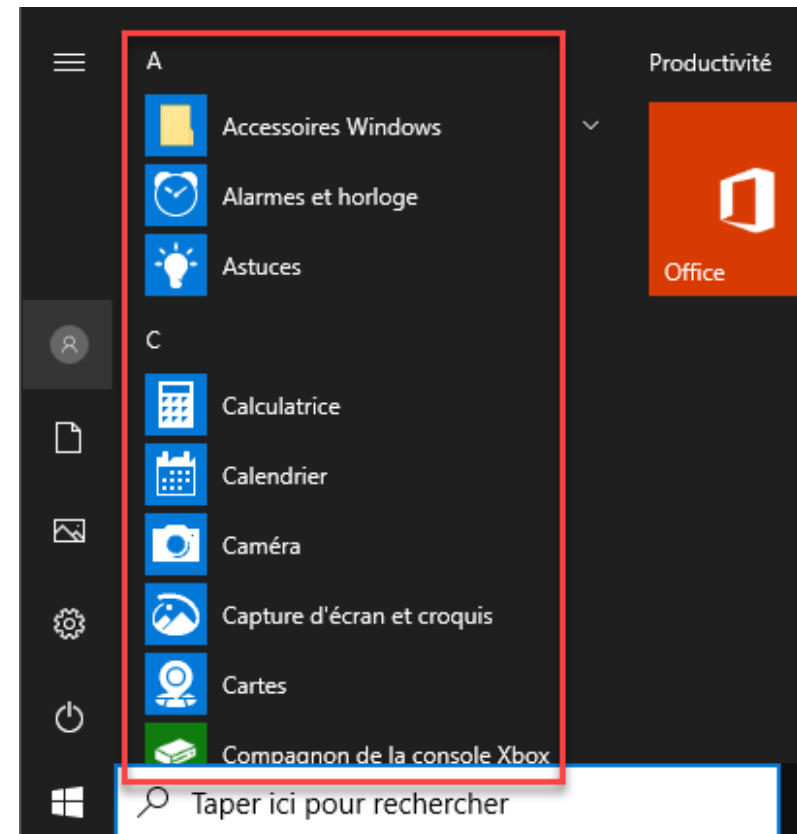 A
Productivité
Accessoires Windows
Alarmes et horloge
Astuces
Office
C
Calculatrice
Calendrier
Caméra
Capture d'écran et croquis
Cartes
Compagnon de la console Xbox
Taper ici pour rechercher